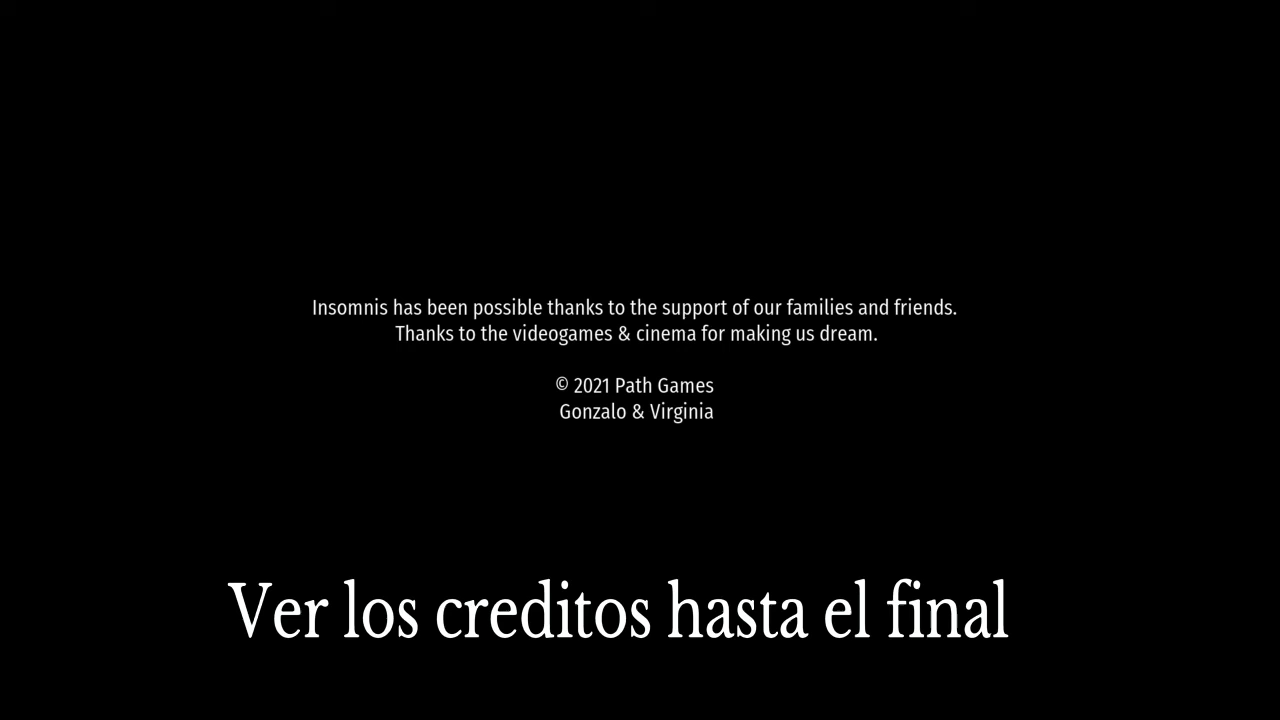 Insomnis has been possible thanks to the support of our families and friends.
Thanks to the videogames & cinema for making us dream.
© 2021 Path Games
Gonzalo & Virginia
Ver los creditos hasta el final